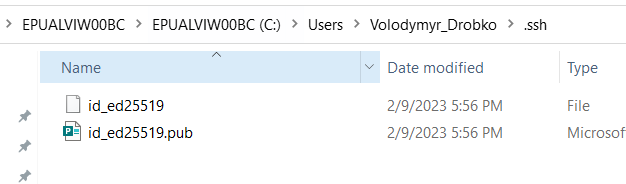 EPUALVIW00BC > EPUALVIW00BC (C:) > Users > Volodymyr_Drobko > .ssh
Name Date modified Type
id_ed25519 2/9/2023 5:56 PM File
id_ed25519.pub 2/9/2023 5:56 PM Microsof